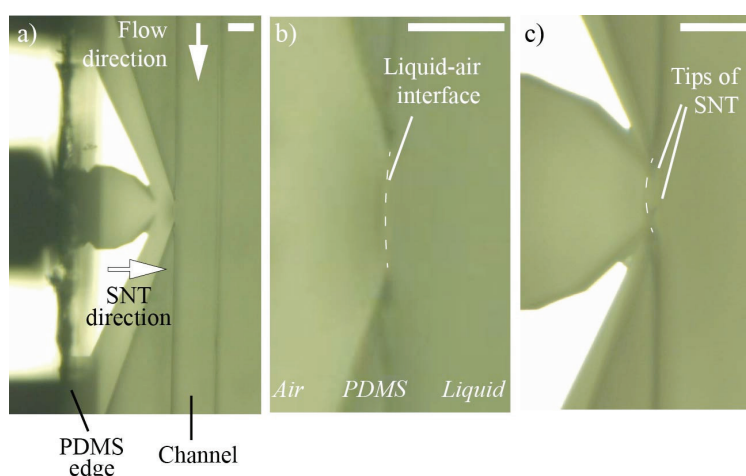 a)
Flow
direction
SNT
direction
PDMS
edge
Channel
b)
Liquid-air
interface
Air PDMS Liquid
c)
Tips of
SNT